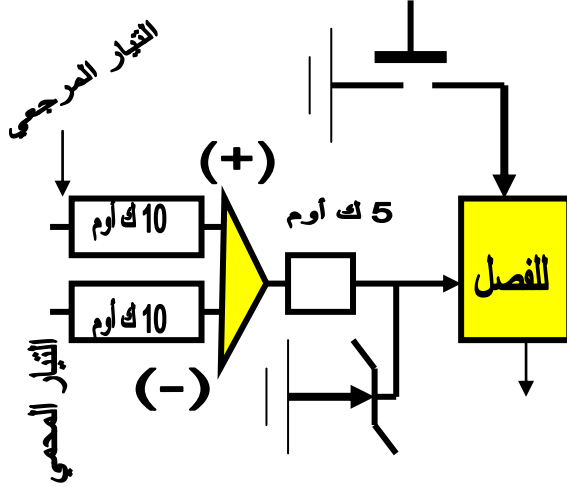 التيار المرجعي
(+)
5 ك أوم
10 ك أوم
10 ك أوم
للفصل
(-)
التيار المحمي